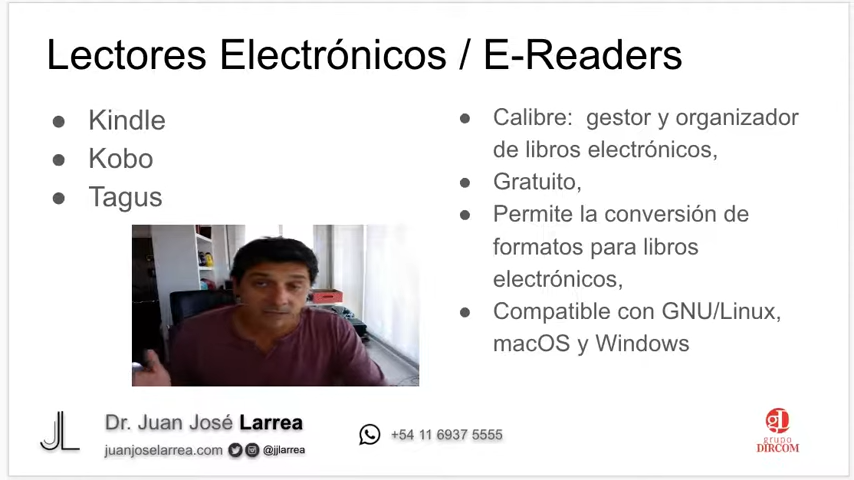 Lectores Electrónicos / E-Readers
● Kindle
● Kobo
● Tagus
● Calibre: gestor y organizador
de libros electrónicos,
● Gratuito,
● Permite la conversión de
formatos para libros
electrónicos,
● Compatible con GNU/Linux,
macOS y Windows
JL
Dr. Juan José Larrea
juanjoselarrea.com @jjlarrea
+54 11 6937 5555
gd
GRUPO
DIRCOM